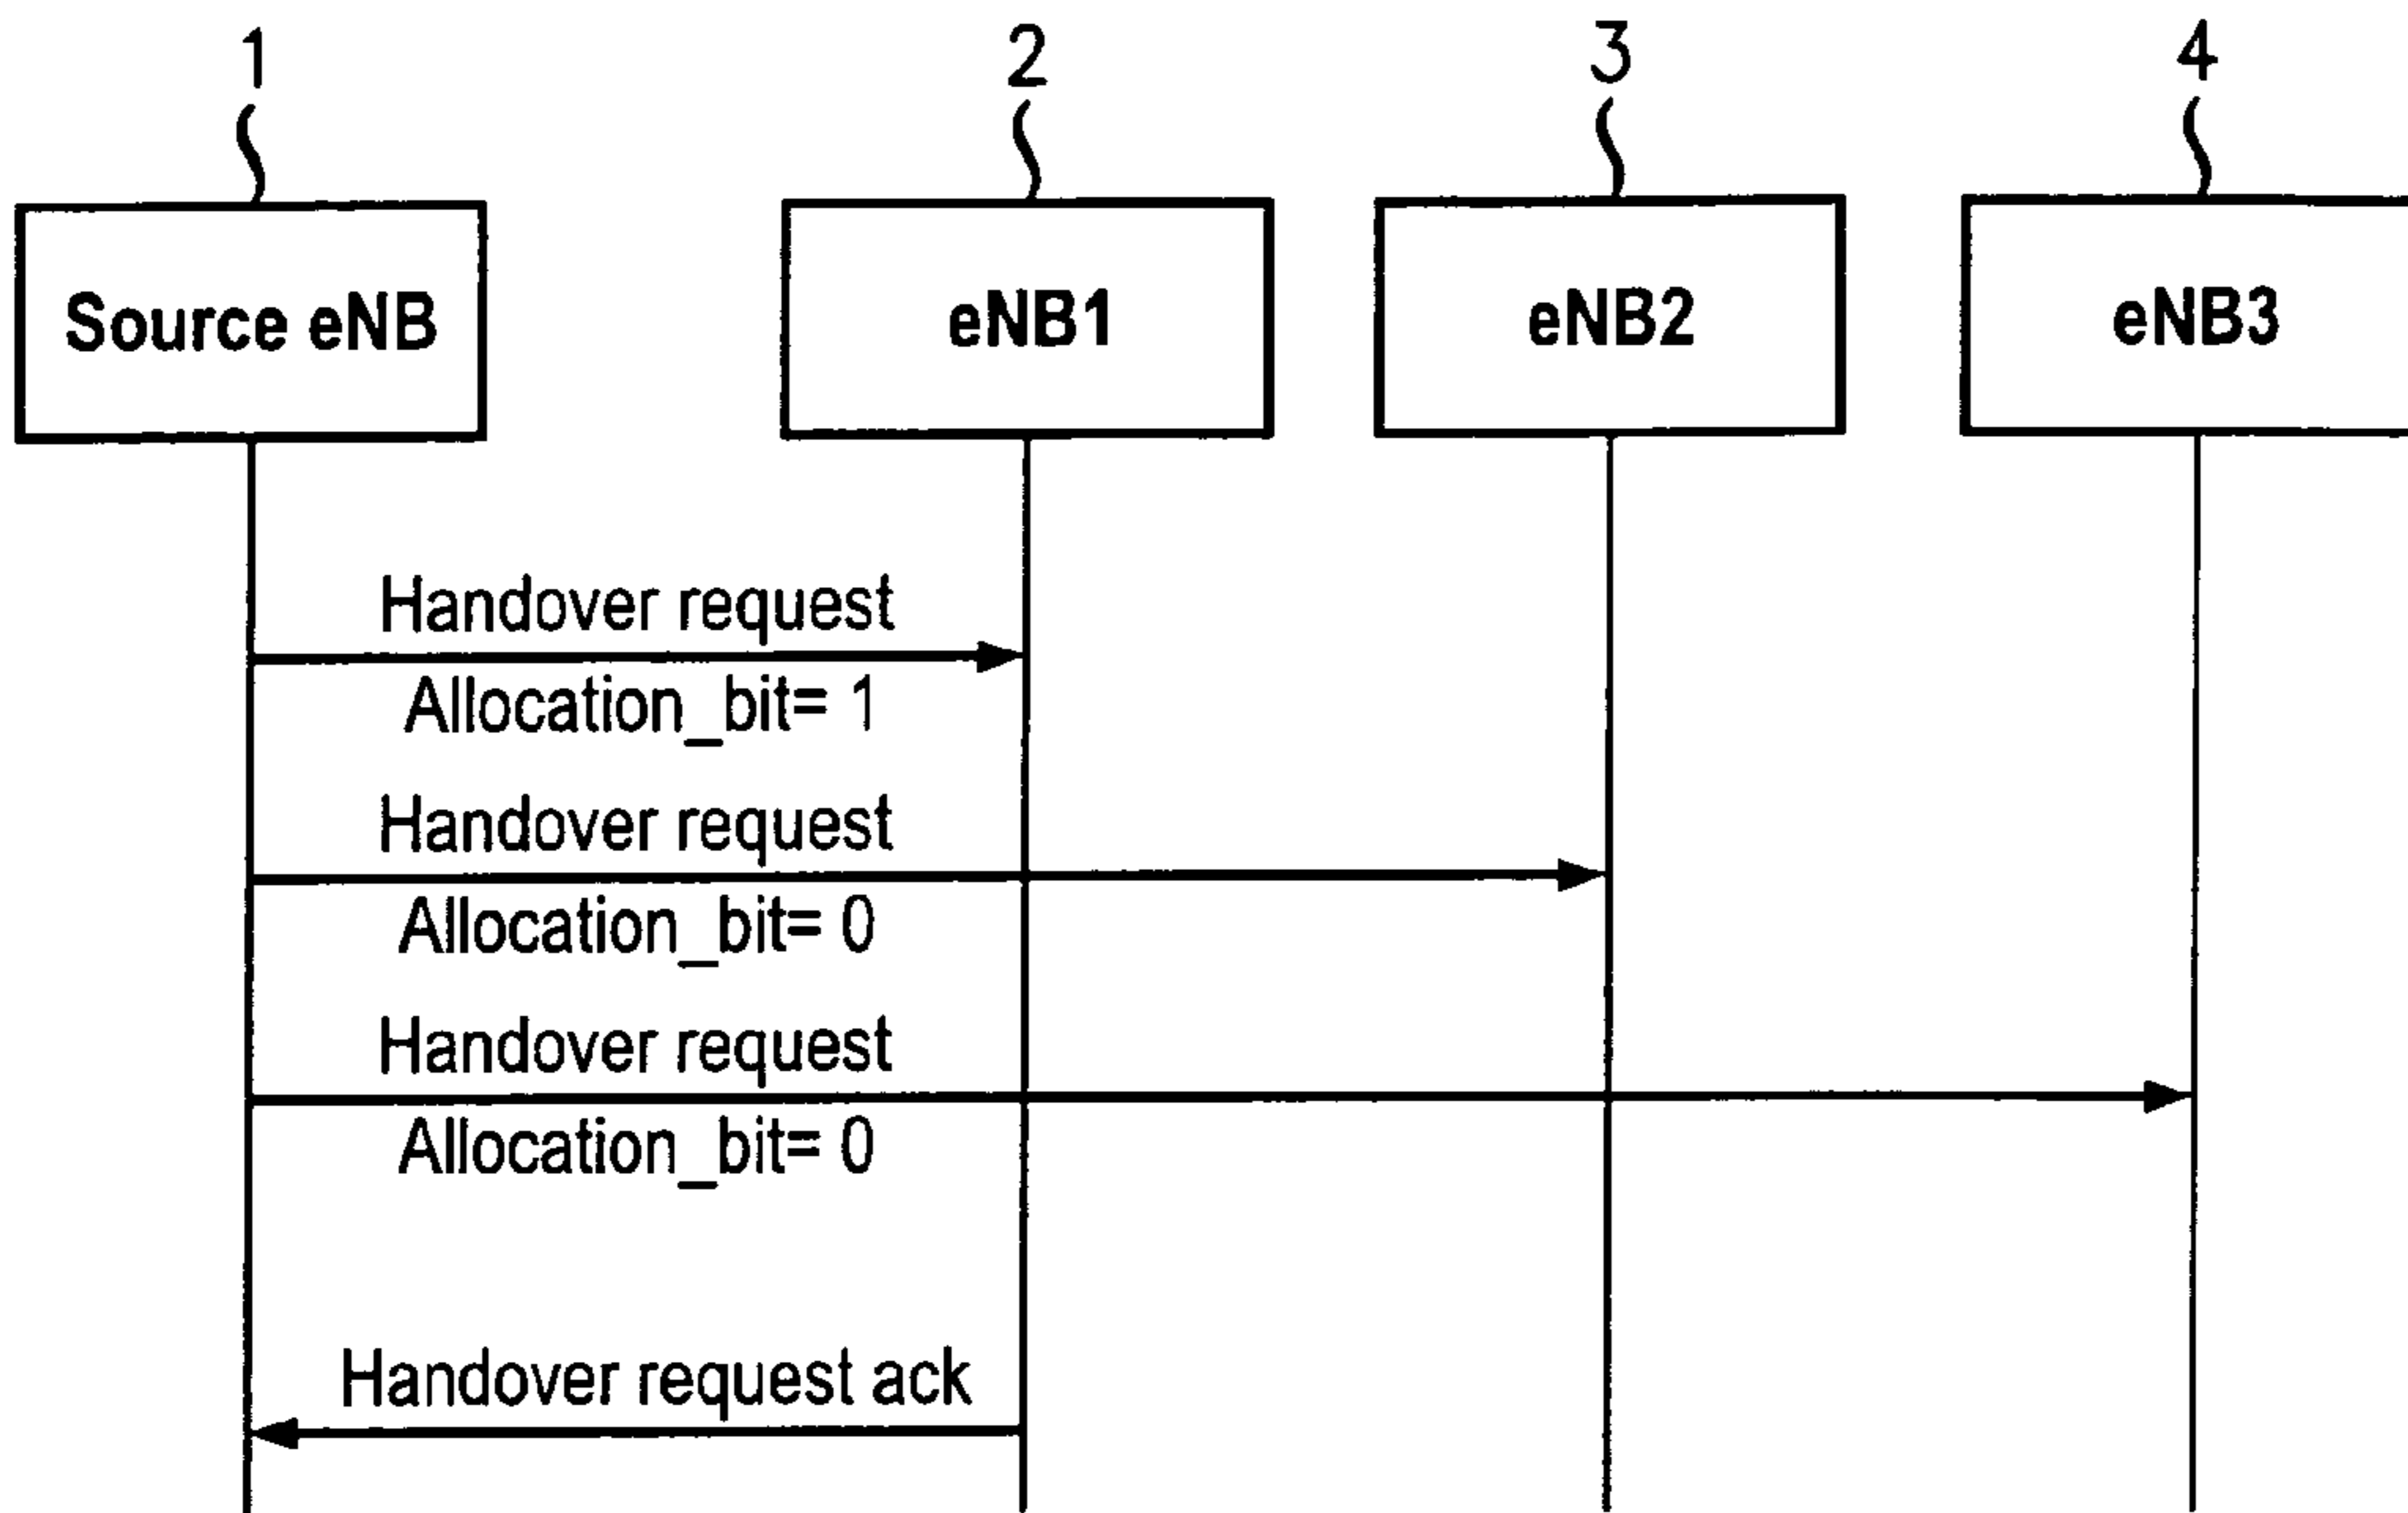 1
2
3
4
Source eNB
eNB1
eNB2
eNB3
Handover request
Allocation_bit= 1
Handover request
Allocation_bit= 0
Handover request
Allocation_bit= 0
Handover request ack